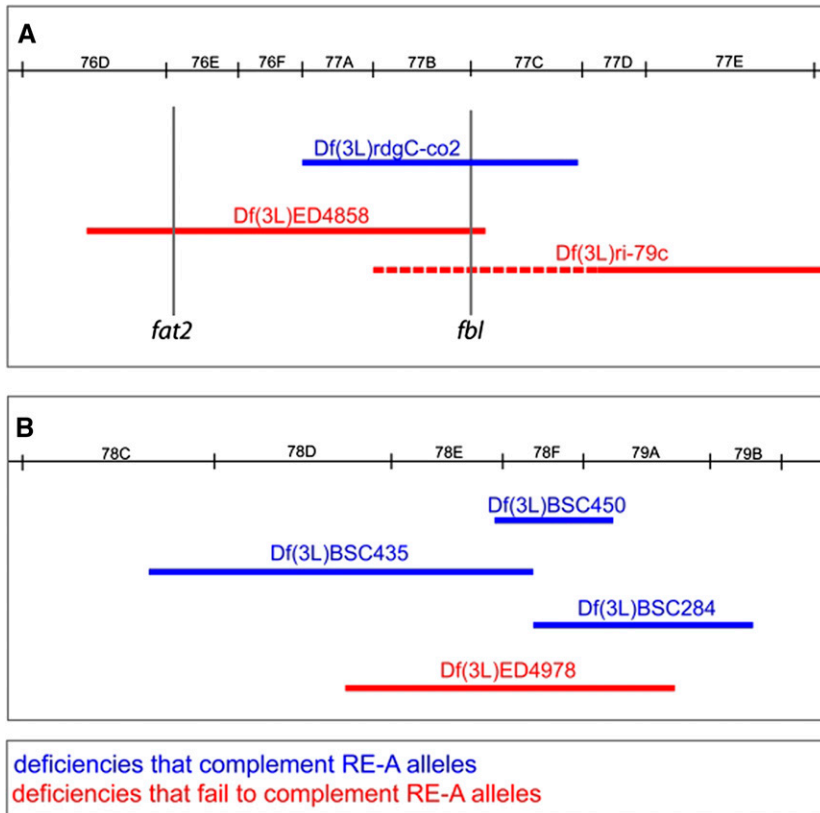 A
76D 76E 76F 77A 77B 77C 77D 77E
Df(3L)rdgC-co2
Df(3L)ED4858
Df(3L)ri-79c
fat2 fbl
B
78C 78D 78E 78F 79A 79B
Df(3L)BSC450
Df(3L)BSC435
Df(3L)BSC284
Df(3L)ED4978
deficiencies that complement RE-A alleles
deficiencies that fail to complement RE-A alleles